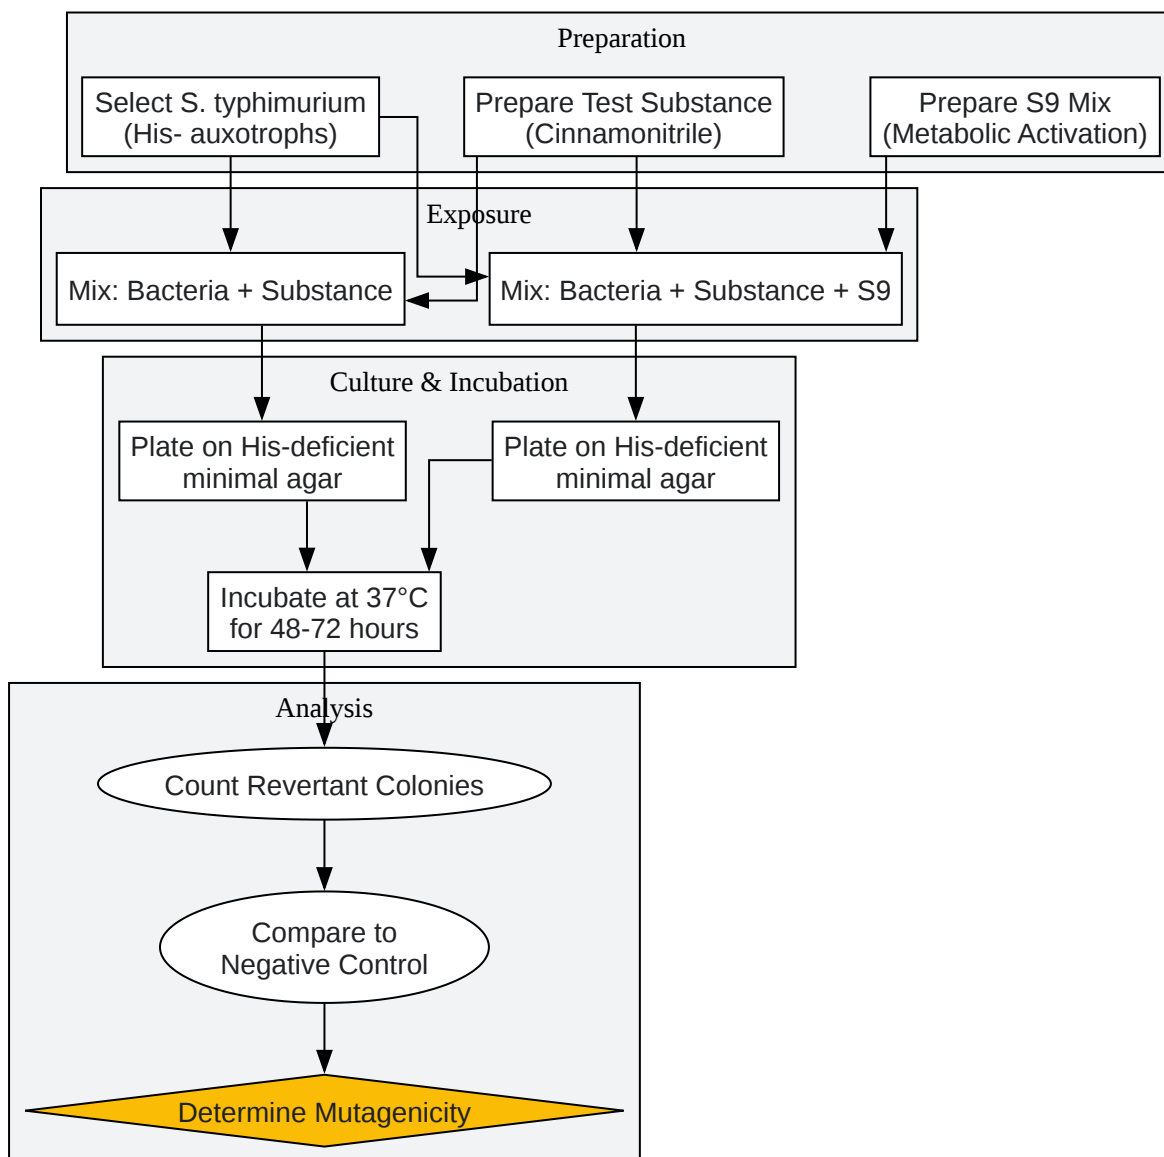 Preparation
Select S. typhimurium
(His- auxotrophs)
Prepare Test Substance
(Cinnamonitrile)
Prepare S9 Mix
(Metabolic Activation)
Exposure
Mix: Bacteria + Substance
Mix: Bacteria + Substance + S9
Culture & Incubation
Plate on His-deficient
minimal agar
Plate on His-deficient
minimal agar
Incubate at 37°C
for 48-72 hours
Analysis
Count Revertant Colonies
Compare to
Negative Control
Determine Mutagenicity